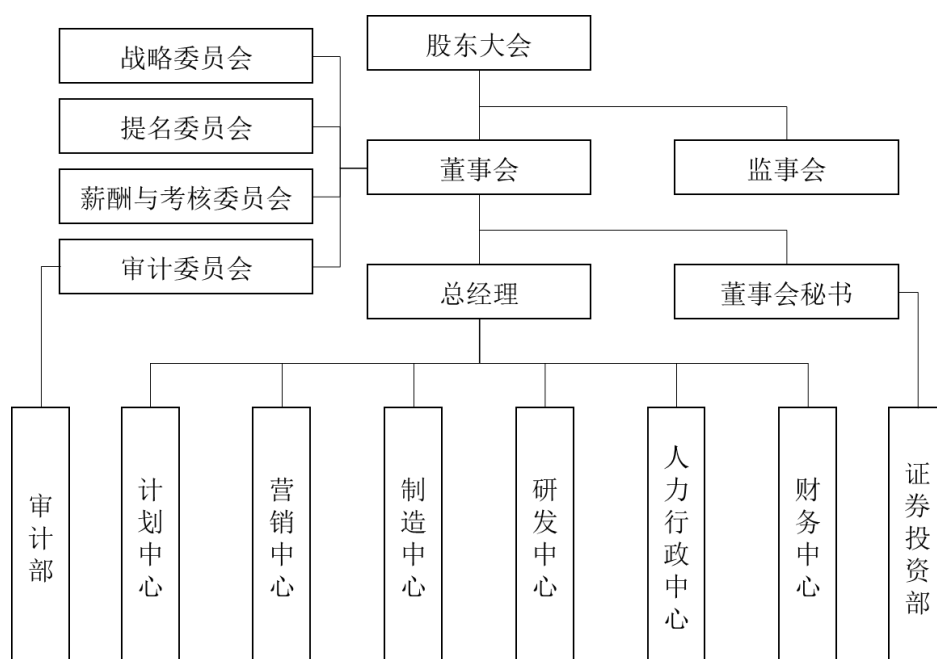 股东大会
战略委员会
提名委员会
董事会
监事会
薪酬与考核委员会
审计委员会
总经理
董事会秘书
审计部
计划中心
营销中心
制造中心
研发中心
人力行政中心
财务中心
证券投资部